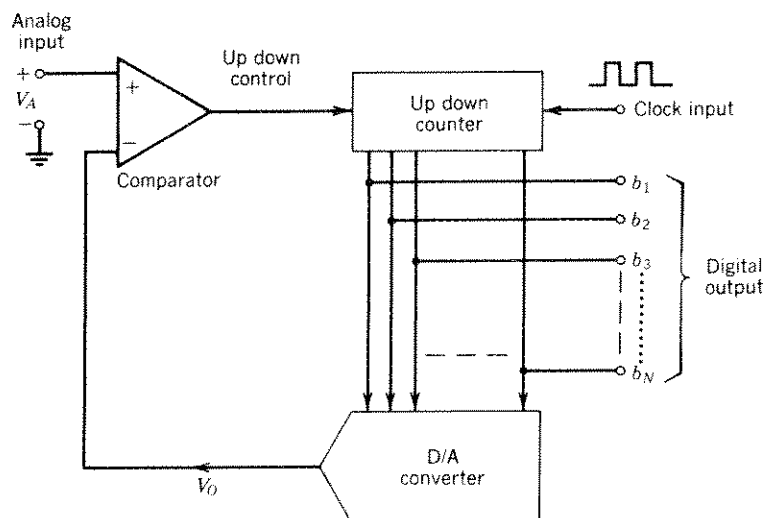 Analog
input
+
V_A
−
+
−
Comparator
Up down
control
Up down
counter
Clock input
b_1
b_2
b_3
b_N
Digital
output
D/A
converter
V_O